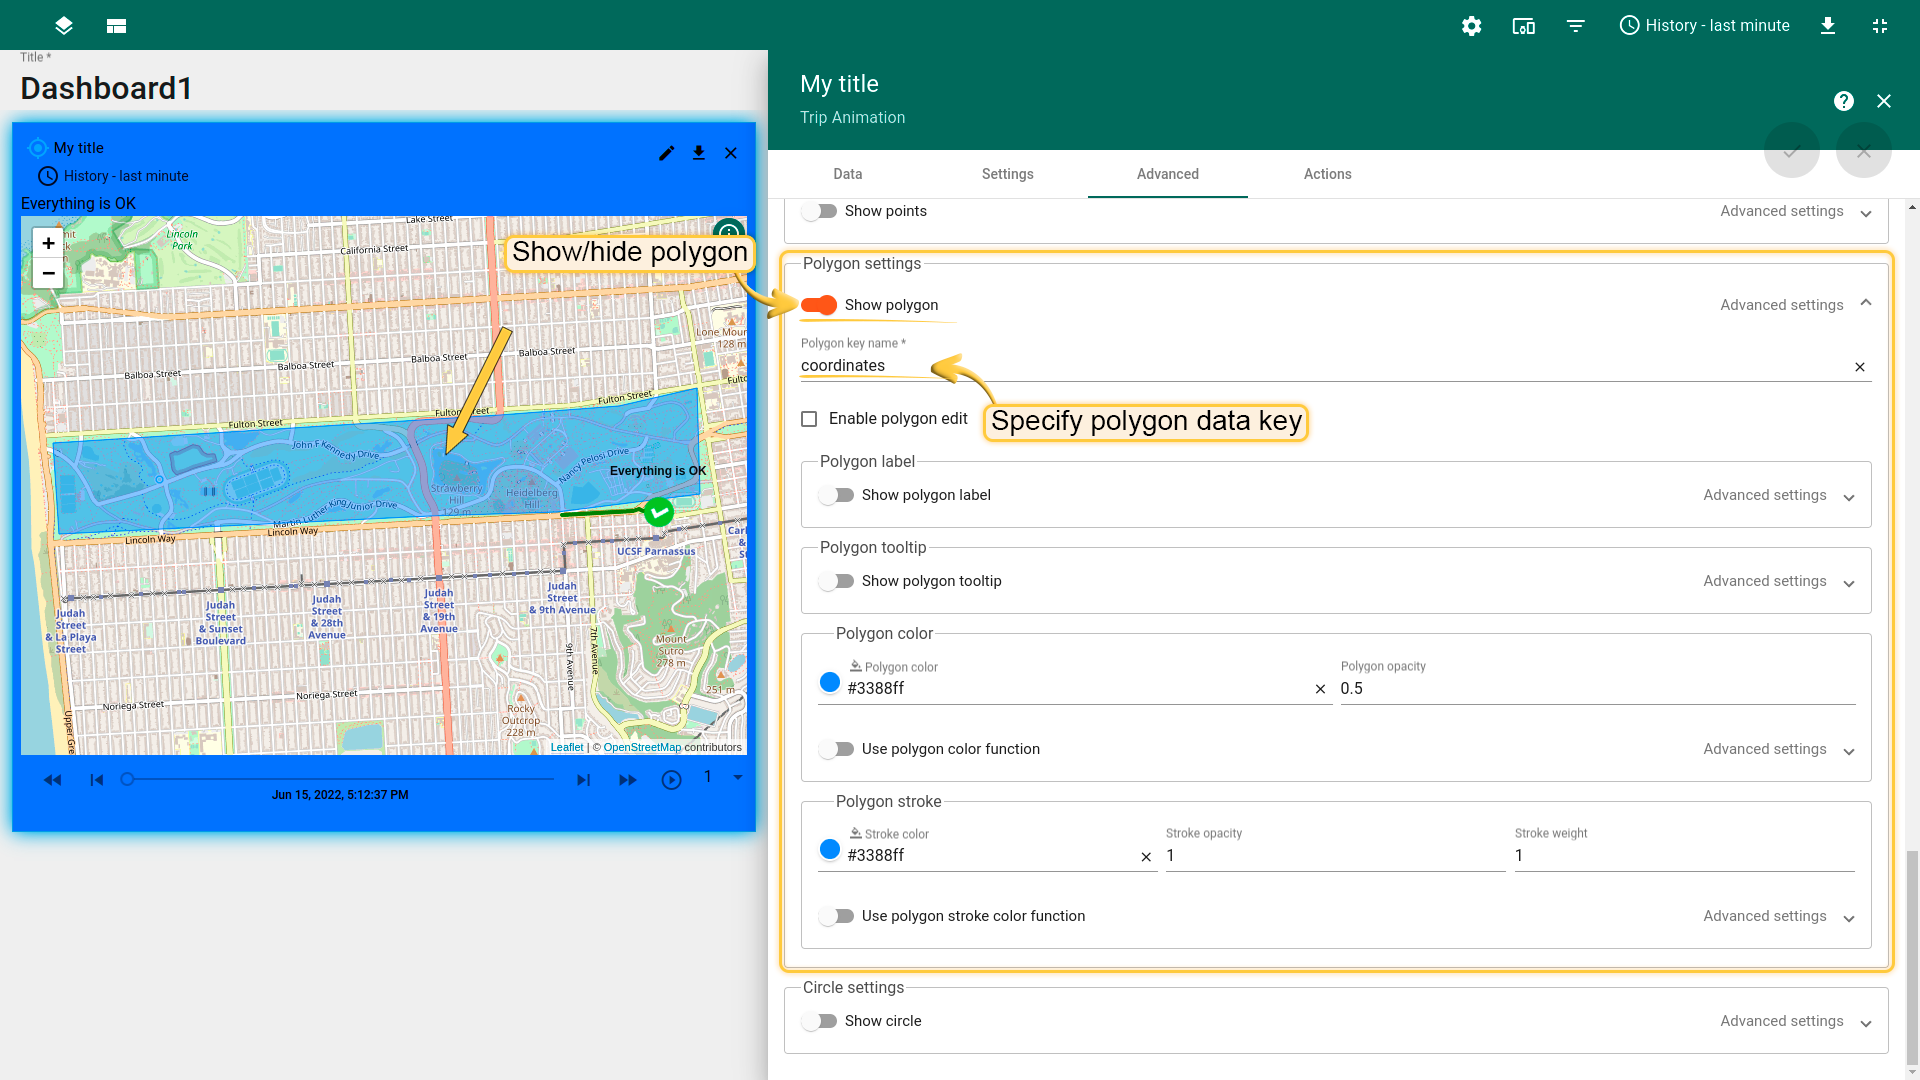 History - last minute
Title *
Dashboard1
My title
History - last minute
Everything is OK
+
−
Lincoln
Park
Lake Street
California Street
Show/hide polygon
Lone Mou
128 m
Balboa Street
Balboa Street
Balboa Street
Fulto
Fulton Street
Fulton Street
Fulton Street
John F Kennedy Drive
Nancy Pelosi Drive
Everything is OK
Strawberry
Hill
129 m
Heidelberg
Hill
Martin Luther King Junior Drive
Lincoln Way
Lincoln Way
UCSF Parnassus
Carl
&
St
Judah
Street
& La Playa
Street
Judah
Street
& Sunset
Boulevard
Judah
Street
& 28th
Avenue
Judah
Street
& 19th
Avenue
Judah
Street
& 9th Avenue
7th Avenue
9th Avenue
Mount
Sutro
278 m
251 m
Noriega Street
Noriega Street
Rocky
Outcrop
228 m
Upper Gre
Leaflet | © OpenStreetMap contributors
1
Jun 15, 2022, 5:12:37 PM
My title
Trip Animation
Data
Settings
Advanced
Actions
Show points
Advanced settings
Polygon settings
Show polygon
Advanced settings
Polygon key name *
coordinates
Enable polygon edit
Specify polygon data key
Polygon label
Show polygon label
Advanced settings
Polygon tooltip
Show polygon tooltip
Advanced settings
Polygon color
Polygon color
#3388ff
Polygon opacity
0.5
Use polygon color function
Advanced settings
Polygon stroke
Stroke color
#3388ff
Stroke opacity
1
Stroke weight
1
Use polygon stroke color function
Advanced settings
Circle settings
Show circle
Advanced settings